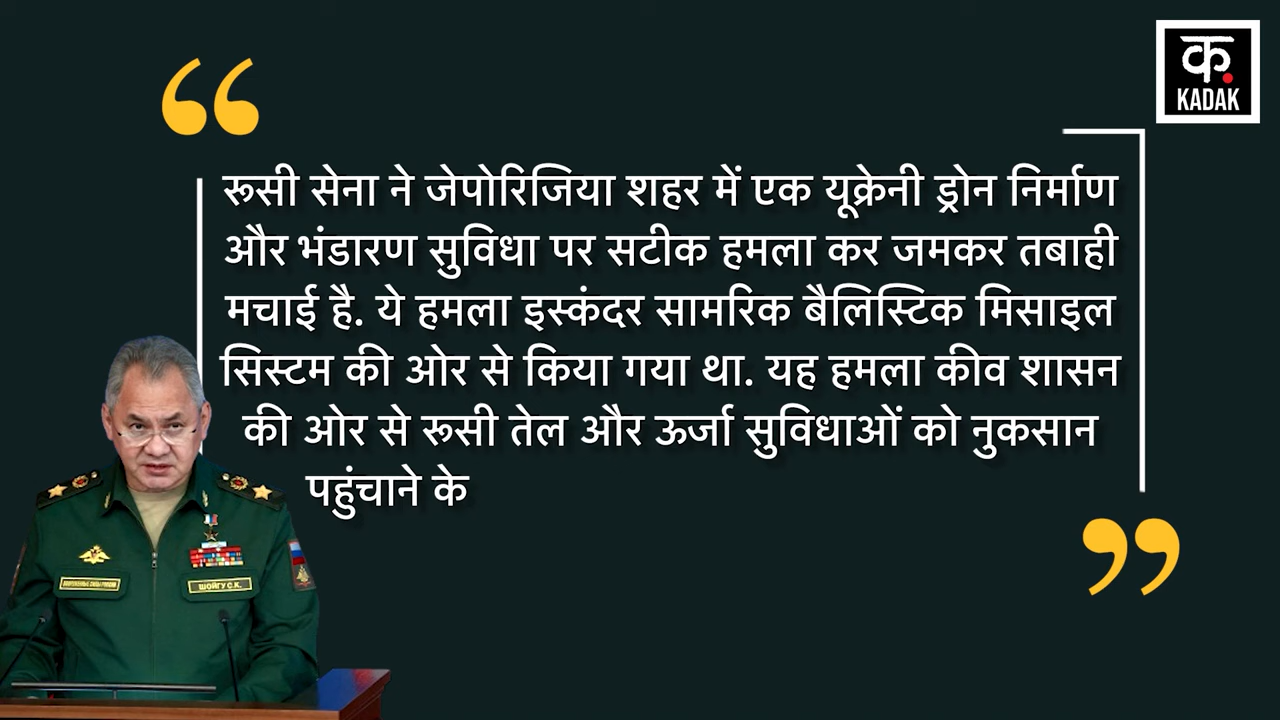 क.
KADAK
रूसी सेना ने जेपोरिजिया शहर में एक यूक्रेनी ड्रोन निर्माण
और भंडारण सुविधा पर सटीक हमला कर जमकर तबाही
मचाई है. ये हमला इस्कंदर सामरिक बैलिस्टिक मिसाइल
सिस्टम की ओर से किया गया था. यह हमला कीव शासन
की ओर से रूसी तेल और ऊर्जा सुविधाओं को नुकसान
पहुंचाने के
ШОЙГУ С.К.